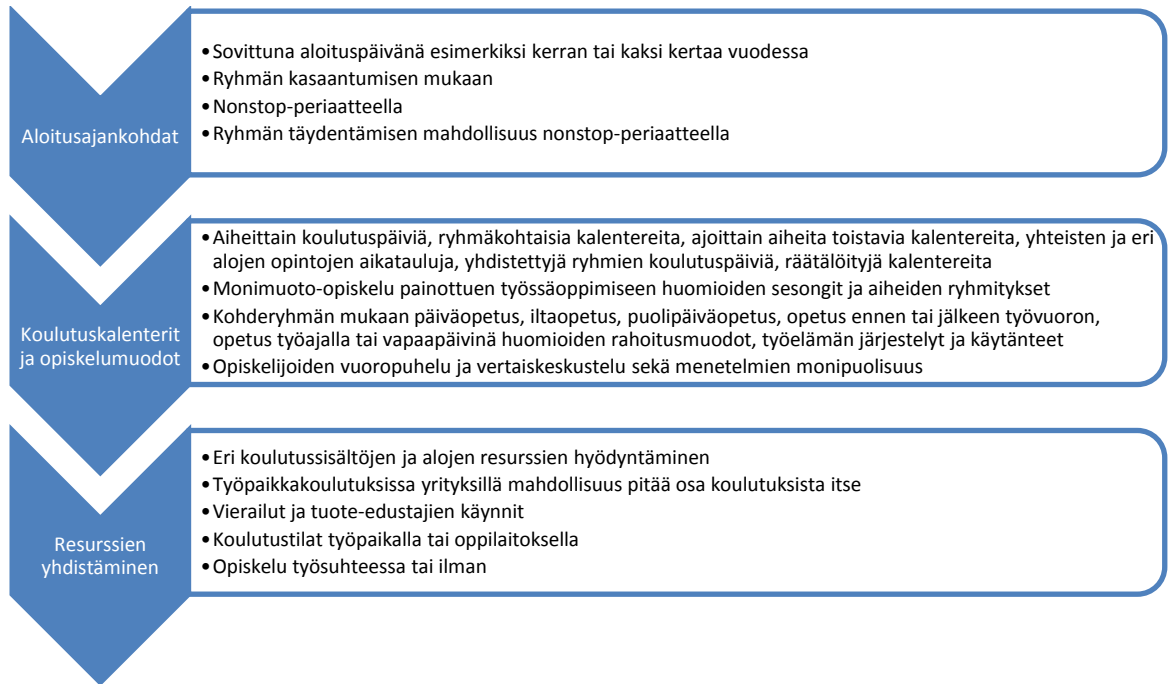 Aloitusajankohdat
•Sovittuna aloituspäivänä esimerkiksi kerran tai kaksi kertaa vuodessa
•Ryhmän kasaantumisen mukaan
•Nonstop-periaatteella
•Ryhmän täydentämisen mahdollisuus nonstop-periaatteella
Koulutuskalenterit
ja opiskelumuodot
•Aiheittain koulutuspäiviä, ryhmäkohtaisia kalentereita, ajoittain aiheita toistavia kalentereita, yhteisten ja eri
alojen opintojen aikatauluja, yhdistettyjä ryhmien koulutuspäiviä, räätälöityjä kalentereita
•Monimuoto-opiskelu painottuen työssäoppimiseen huomioiden sesongit ja aiheiden ryhmitykset
•Kohderyhmän mukaan päiväopetus, iltaopetus, puolipäiväopetus, opetus ennen tai jälkeen työvuoron,
opetus työajalla tai vapaapäivinä huomioiden rahoitusmuodot, työelämän järjestelyt ja käytänteet
•Opiskelijoiden vuoropuhelu ja vertaiskeskustelu sekä menetelmien monipuolisuus
Resurssien
yhdistäminen
•Eri koulutussisältöjen ja alojen resurssien hyödyntäminen
•Työpaikkakoulutuksissa yrityksillä mahdollisuus pitää osa koulutuksista itse
•Vierailut ja tuote-edustajien käynnit
•Koulutustilat työpaikalla tai oppilaitoksella
•Opiskelu työsuhteessa tai ilman